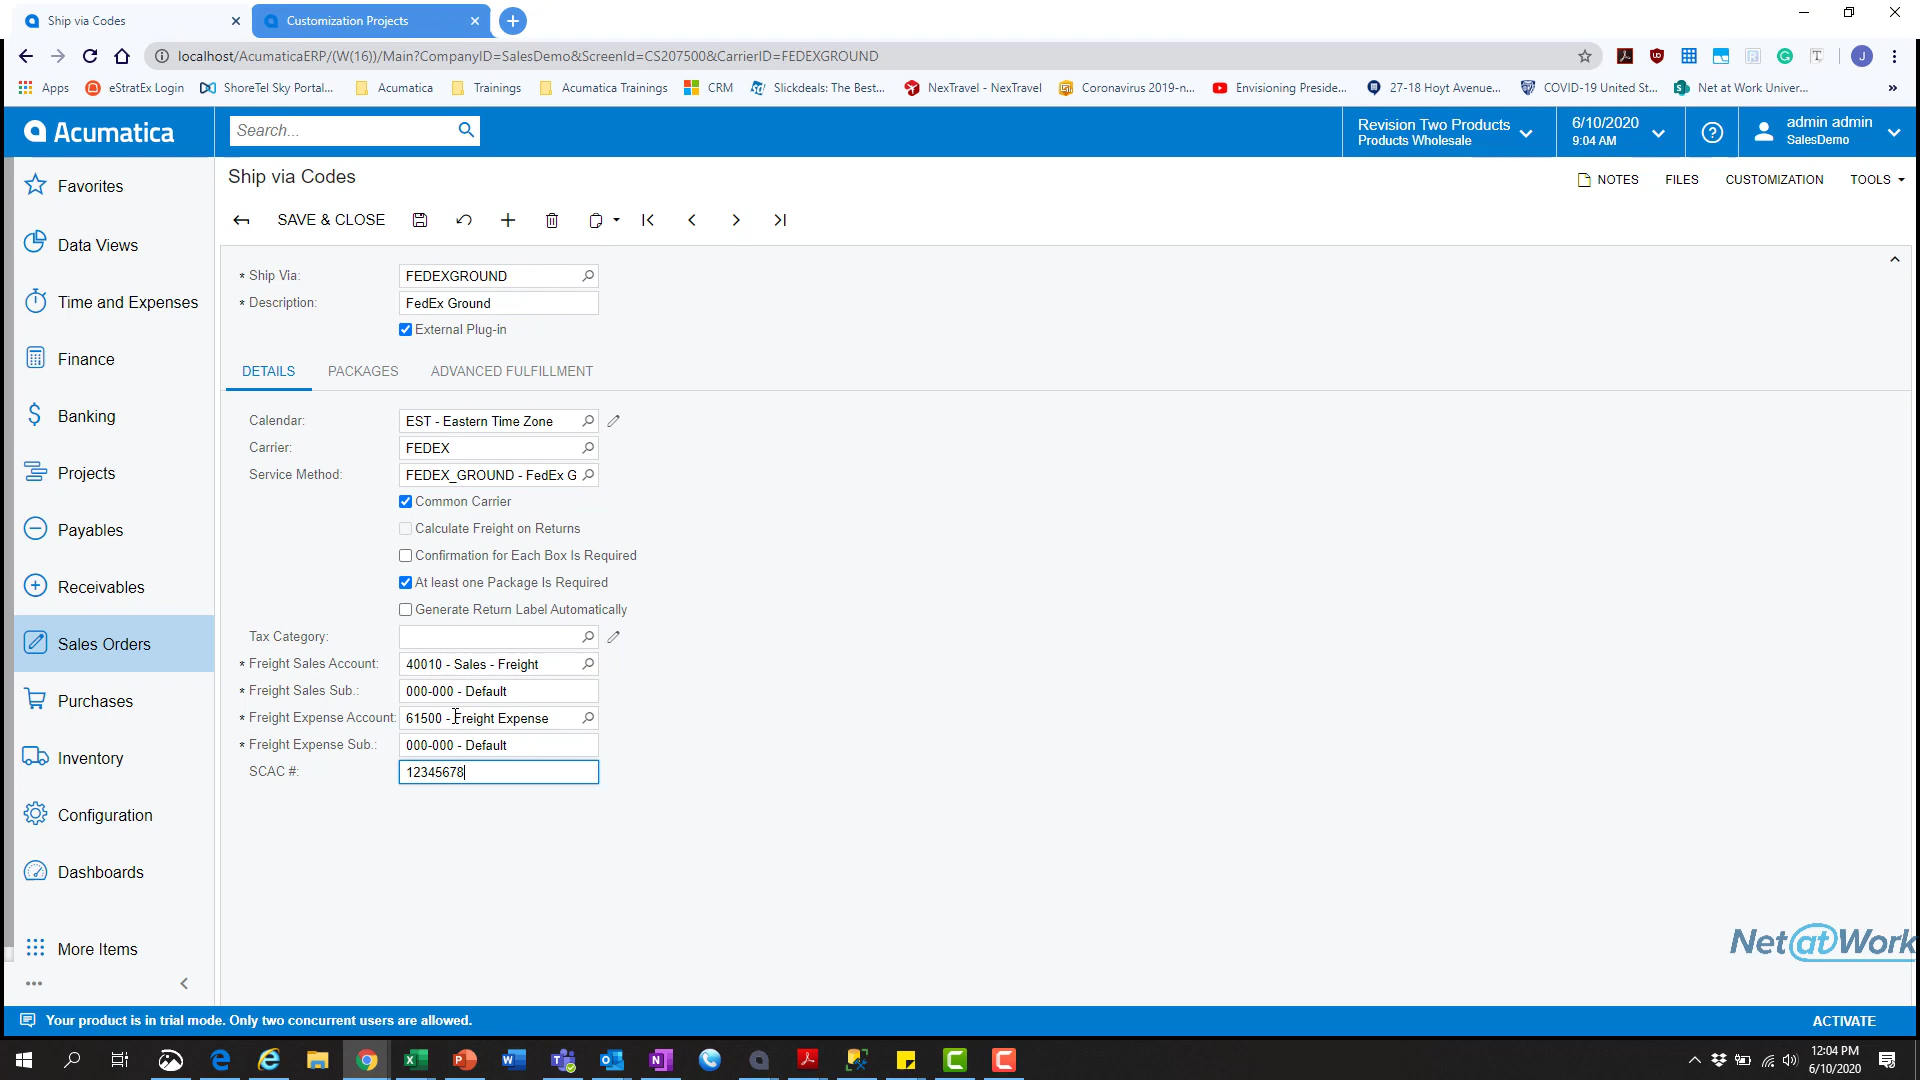 Ship via Codes
Customization Projects
localhost/AcumaticaERP/(W(16))/Main?CompanyID=SalesDemo&ScreenId=CS207500&CarrierID=FEDEXGROUND
Apps
eStratEx Login
ShoreTel Sky Portal...
Acumatica
Trainings
Acumatica Trainings
CRM
Slickdeals: The Best...
NexTravel - NexTravel
Coronavirus 2019-n...
Envisioning Preside...
27-18 Hoyt Avenue...
COVID-19 United St...
Net at Work Univer...
Acumatica
Search...
Revision Two Products
Products Wholesale
6/10/2020
9:04 AM
admin admin
SalesDemo
Favorites
Data Views
Time and Expenses
Finance
Banking
Projects
Payables
Receivables
Sales Orders
Purchases
Inventory
Configuration
Dashboards
More Items
Ship via Codes
NOTES
FILES
CUSTOMIZATION
TOOLS
SAVE & CLOSE
* Ship Via: FEDEXGROUND
* Description: FedEx Ground
External Plug-in
DETAILS
PACKAGES
ADVANCED FULFILLMENT
Calendar: EST - Eastern Time Zone
Carrier: FEDEX
Service Method: FEDEX_GROUND - FedEx G
Common Carrier
Calculate Freight on Returns
Confirmation for Each Box Is Required
At least one Package Is Required
Generate Return Label Automatically
Tax Category:
* Freight Sales Account: 40010 - Sales - Freight
* Freight Sales Sub.: 000-000 - Default
* Freight Expense Account: 61500 - Freight Expense
* Freight Expense Sub.: 000-000 - Default
SCAC #: 12345678
Net at Work
Your product is in trial mode. Only two concurrent users are allowed.
ACTIVATE
12:04 PM
6/10/2020